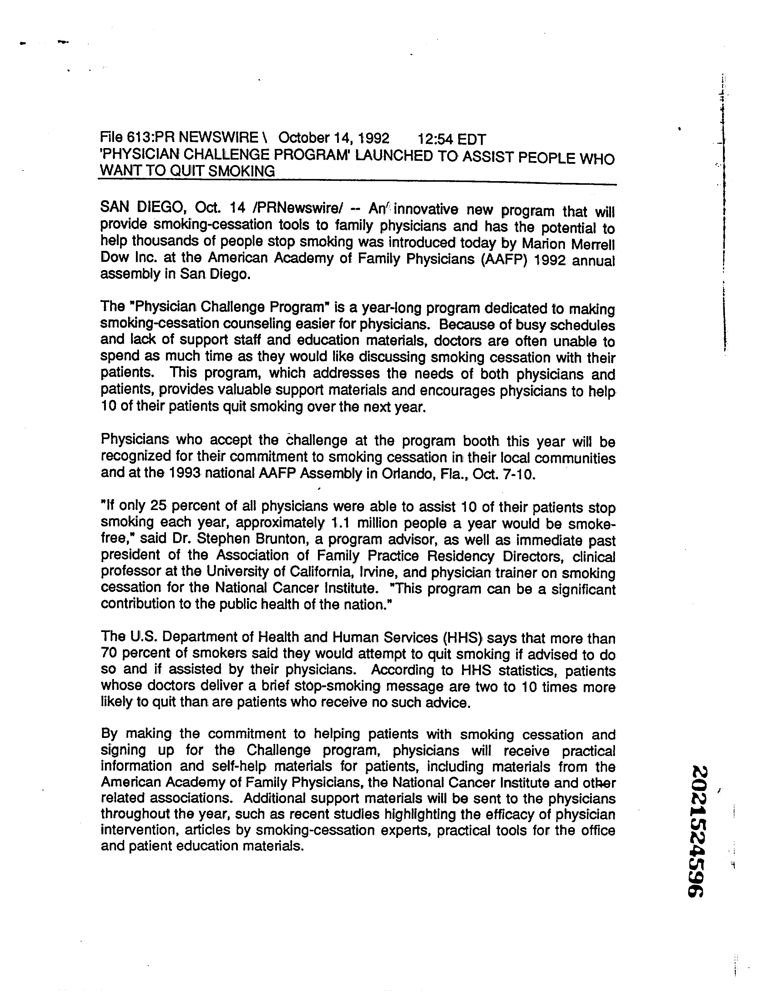 File 613:PR NEWSWIRE \ October 14, 1992 12:54 EDT
'PHYSICIAN CHALLENGE PROGRAM' LAUNCHED TO ASSIST PEOPLE WHO
WANT TO QUIT SMOKING
SAN DIEGO, Oct. 14 /PRNewswire/ -- An innovative new program that will
provide smoking-cessation tools to family physicians and has the potential to
help thousands of people stop smoking was introduced today by Marion Merrell
Dow Inc. at the American Academy of Family Physicians (AAFP) 1992 annual
assembly in San Diego.
The "Physician Challenge Program" is a year-long program dedicated to making
smoking-cessation counseling easier for physicians. Because of busy schedules
and lack of support staff and education materials, doctors are often unable to
spend as much time as they would like discussing smoking cessation with their
patients. This program, which addresses the needs of both physicians and
patients, provides valuable support materials and encourages physicians to help
10 of their patients quit smoking over the next year.
Physicians who accept the challenge at the program booth this year will be
recognized for their commitment to smoking cessation in their local communities
and at the 1993 national AAFP Assembly in Orlando, Fla., Oct. 7-10.
"If only 25 percent of all physicians were able to assist 10 of their patients stop
smoking each year, approximately 1.1 million people a year would be smoke-
free," said Dr. Stephen Brunton, a program advisor, as well as immediate past
president of the Association of Family Practice Residency Directors, clinical
professor at the University of California, Irvine, and physician trainer on smoking
cessation for the National Cancer Institute. "This program can be a significant
contribution to the public health of the nation."
The U.S. Department of Health and Human Services (HHS) says that more than
70 percent of smokers said they would attempt to quit smoking if advised to do
so and if assisted by their physicians. According to HHS statistics, patients
whose doctors deliver a brief stop-smoking message are two to 10 times more
likely to quit than are patients who receive no such advice.
By making the commitment to helping patients with smoking cessation and
signing up for the Challenge program, physicians will receive practical
information and self-help materials for patients, including materials from the
American Academy of Family Physicians, the National Cancer Institute and other
related associations. Additional support materials will be sent to the physicians
throughout the year, such as recent studies highlighting the efficacy of physician
intervention, articles by smoking-cessation experts, practical tools for the office
and patient education materials.
2021524596